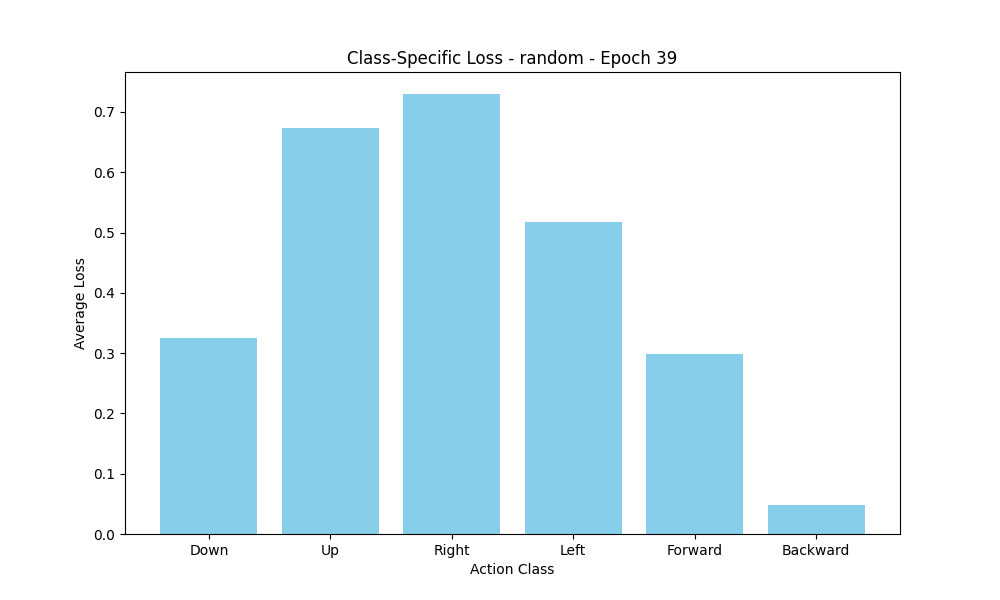 Class-Specific Loss - random - Epoch 39
Average Loss
0.7
0.6
0.5
0.4
0.3
0.2
0.1
0.0
Down Up Right Left Forward Backward
Action Class